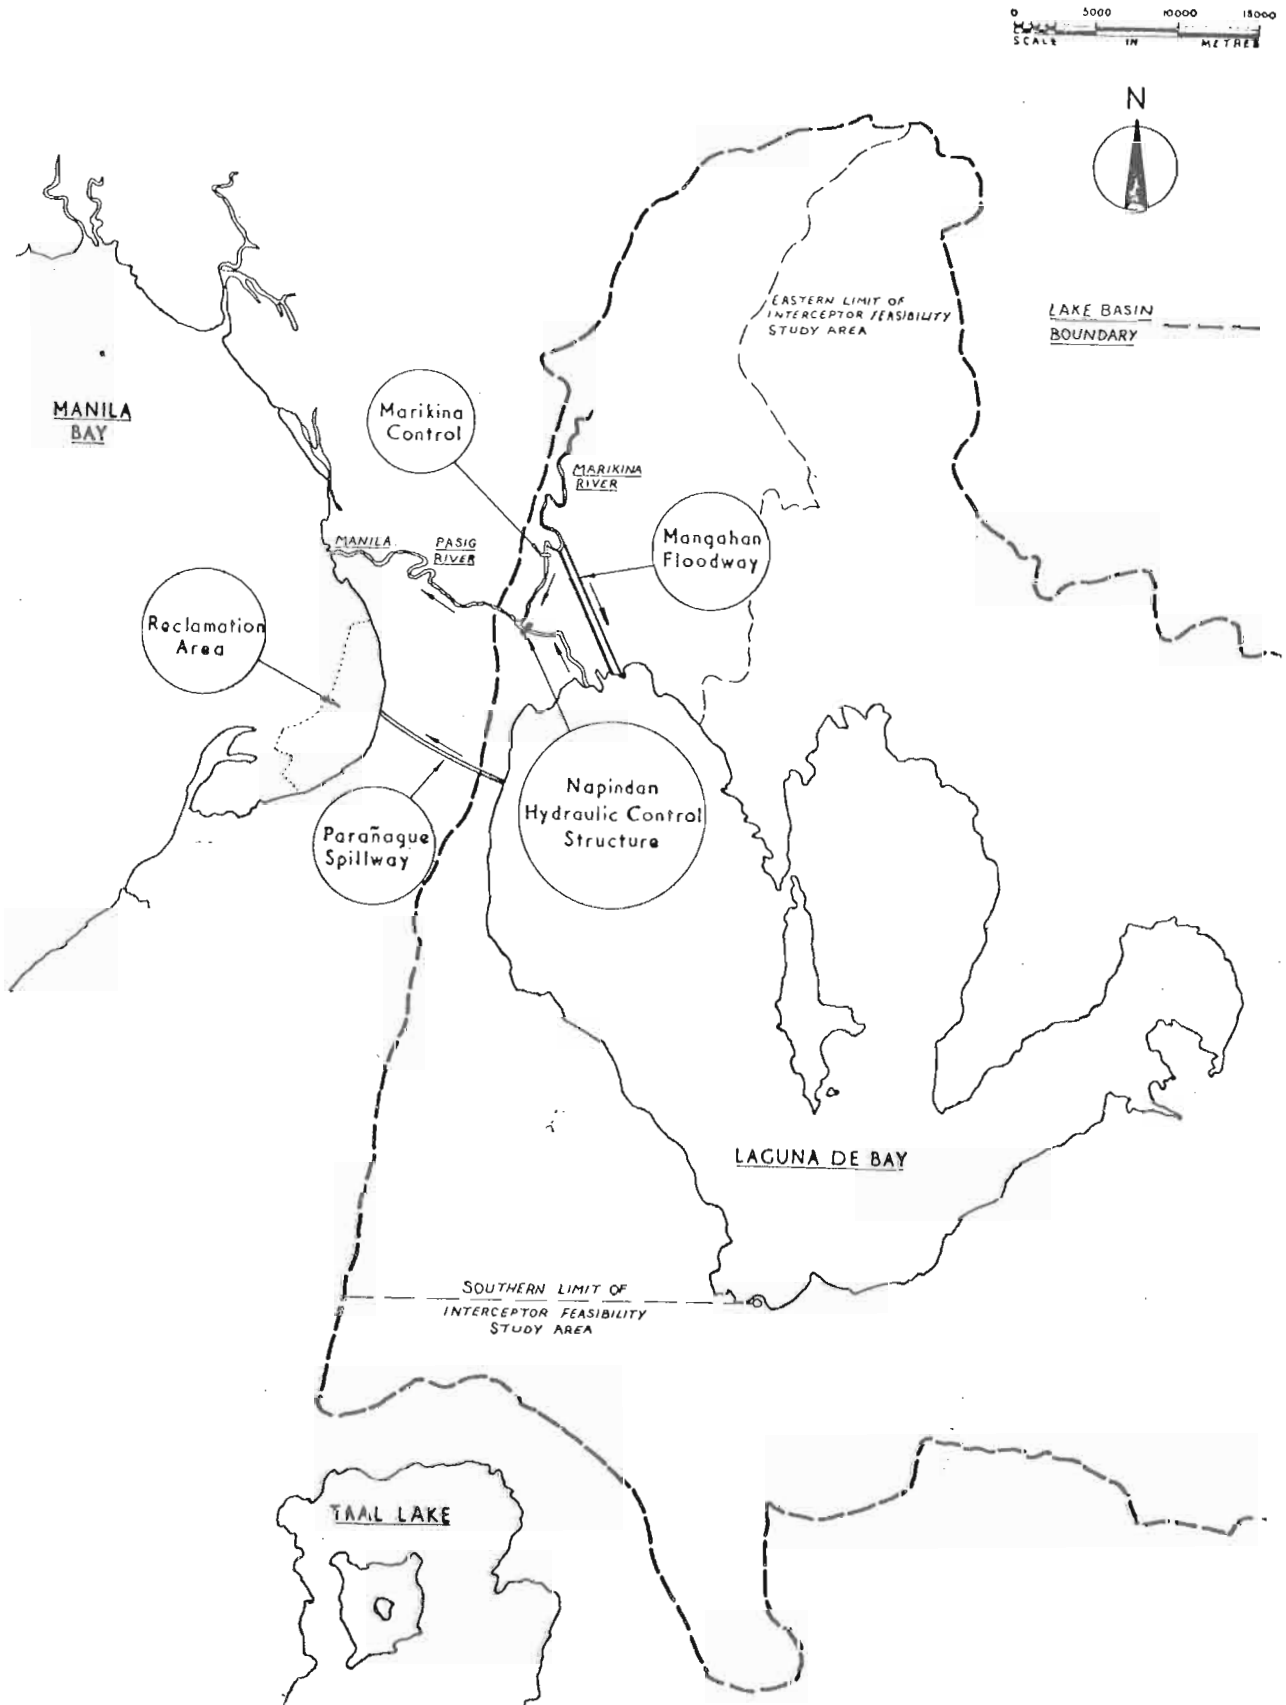 0 5000 10000 15000
SCALE IN METRES
N
EASTERN LIMIT OF
INTERCEPTOR FEASIBILITY
STUDY AREA
LAKE BASIN
BOUNDARY
MANILA
BAY
Marikina
Control
MARIKINA
RIVER
MANILA
PASIG
RIVER
Mangahan
Floodway
Reclamation
Area
Napindan
Hydraulic Control
Structure
Parañaque
Spillway
LAGUNA DE BAY
SOUTHERN LIMIT OF
INTERCEPTOR FEASIBILITY
STUDY AREA
TAAL LAKE